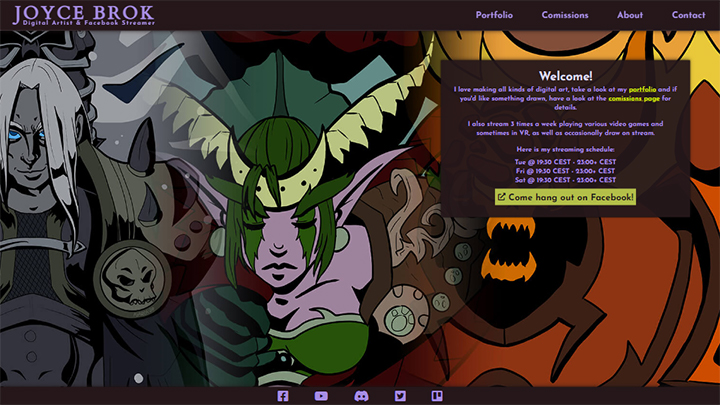 JOYCE BROK
Digital Artist & Facebook Streamer
Portfolio Comissions About Contact
Welcome!
I love making all kinds of digital art, take a look at my portfolio and if
you'd like something drawn, have a look at the comissions page for
details.
I also stream 3 times a week playing various video games and
sometimes in VR, as well as occasionally draw on stream.
Here is my streaming schedule:
Tue @ 19:30 CEST - 23:00+ CEST
Fri @ 19:30 CEST - 23:00+ CEST
Sat @ 19:30 CEST - 23:00+ CEST
Come hang out on Facebook!